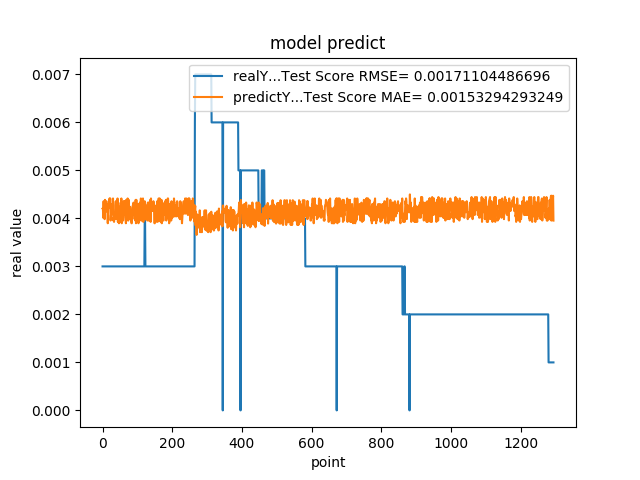 model predict
realY...Test Score RMSE= 0.00171104486696
predictY...Test Score MAE= 0.00153294293249
real value
0.007
0.006
0.005
0.004
0.003
0.002
0.001
0.000
0 200 400 600 800 1000 1200
point